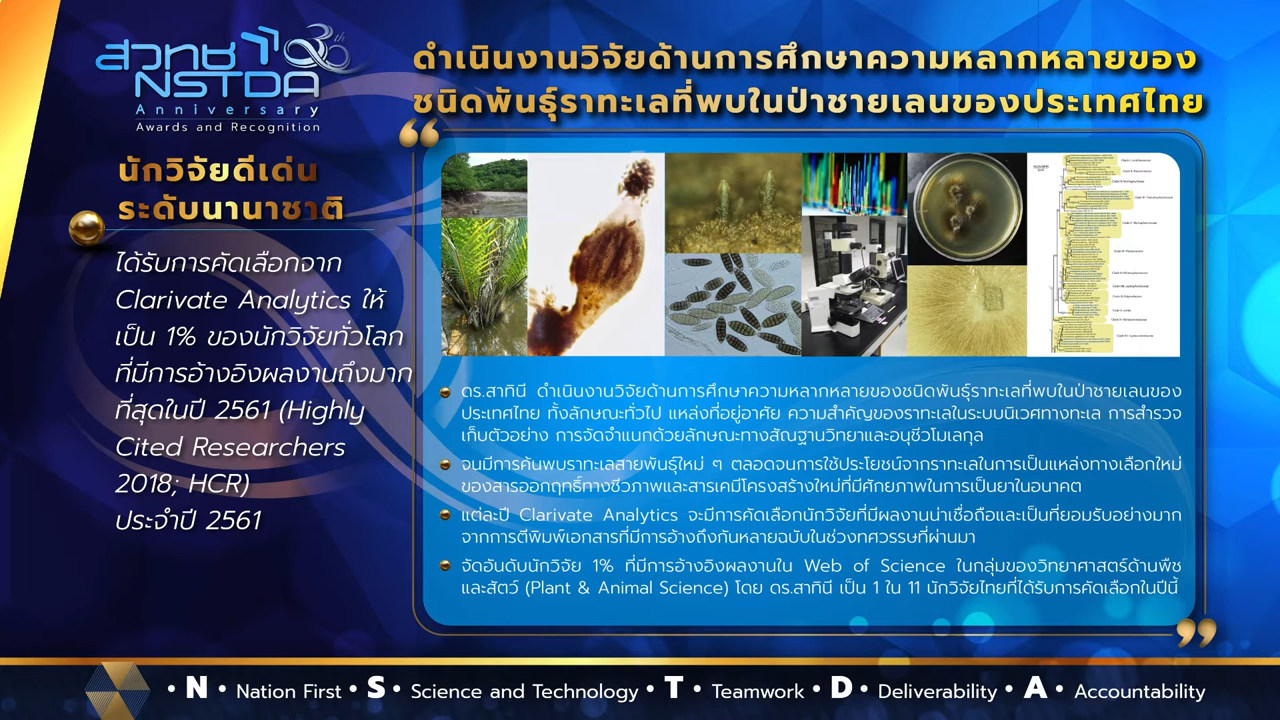 สวทช
NSTDA
30th
Anniversary
Awards and Recognition
ดำเนินงานวิจัยด้านการศึกษาความหลากหลายของ
ชนิดพันธุ์ราทะเลที่พบในป่าชายเลนของประเทศไทย
นักวิจัยดีเด่น
ระดับนานาชาติ
ได้รับการคัดเลือกจาก
Clarivate Analytics ให้
เป็น 1% ของนักวิจัยทั่วโลก
ที่มีการอ้างอิงผลงานถึงมาก
ที่สุดในปี 2561 (Highly
Cited Researchers
2018; HCR)
ประจำปี 2561
ดร.สาทินี ดำเนินงานวิจัยด้านการศึกษาความหลากหลายของชนิดพันธุ์ราทะเลที่พบในป่าชายเลนของ
ประเทศไทย ทั้งลักษณะทั่วไป แหล่งที่อยู่อาศัย ความสำคัญของราทะเลในระบบนิเวศทางทะเล การสำรวจ
เก็บตัวอย่าง การจัดจำแนกด้วยลักษณะทางสัณฐานวิทยาและอนุชีวโมเลกุล
จนมีการค้นพบราทะเลสายพันธุ์ใหม่ ๆ ตลอดจนการใช้ประโยชน์จากราทะเลในการเป็นแหล่งทางเลือกใหม่
ของสารออกฤทธิ์ทางชีวภาพและสารเคมีโครงสร้างใหม่ที่มีศักยภาพในการเป็นยาในอนาคต
แต่ละปี Clarivate Analytics จะมีการคัดเลือกนักวิจัยที่มีผลงานน่าเชื่อถือและเป็นที่ยอมรับอย่างมาก
จากการตีพิมพ์เอกสารที่มีการอ้างถึงกันหลายฉบับในช่วงทศวรรษที่ผ่านมา
จัดอันดับนักวิจัย 1% ที่มีการอ้างอิงผลงานใน Web of Science ในกลุ่มของวิทยาศาสตร์ด้านพืช
และสัตว์ (Plant & Animal Science) โดย ดร.สาทินี เป็น 1 ใน 11 นักวิจัยไทยที่ได้รับการคัดเลือกในปีนี้
• N • Nation First • S • Science and Technology • T • Teamwork • D • Deliverability • A • Accountability